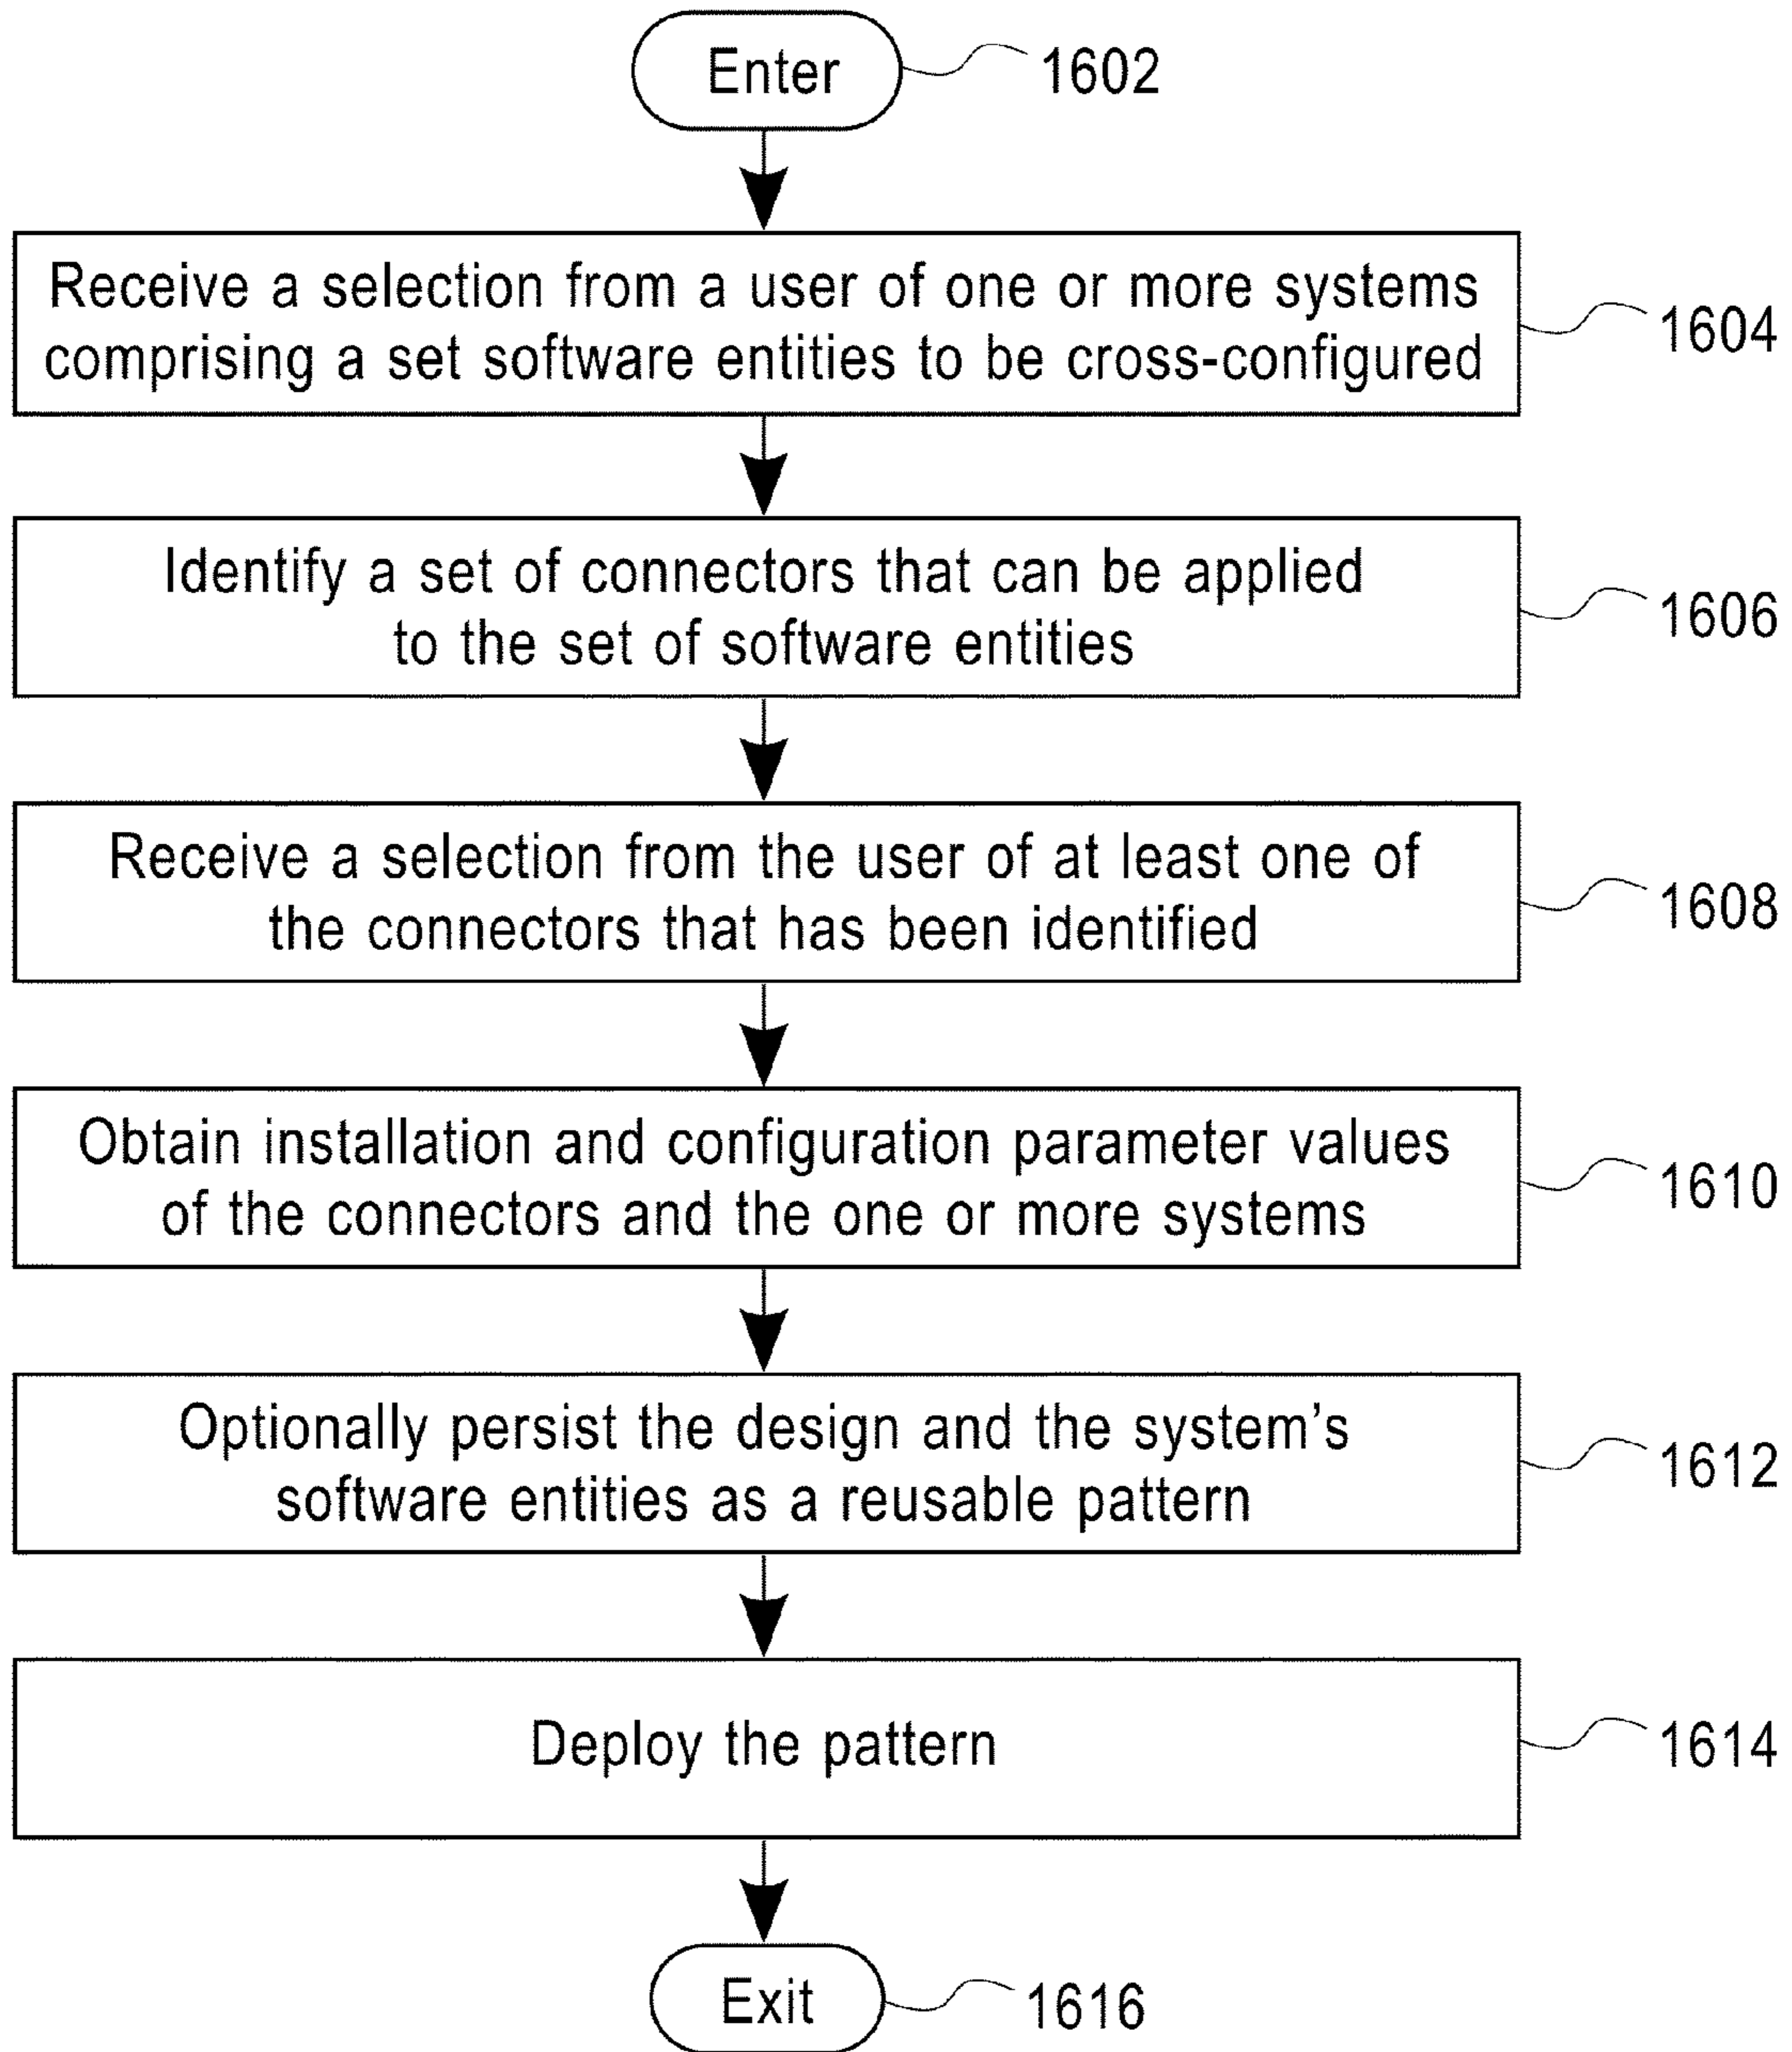 Enter
1602
Receive a selection from a user of one or more systems
comprising a set software entities to be cross-configured
1604
Identify a set of connectors that can be applied
to the set of software entities
1606
Receive a selection from the user of at least one of
the connectors that has been identified
1608
Obtain installation and configuration parameter values
of the connectors and the one or more systems
1610
Optionally persist the design and the system’s
software entities as a reusable pattern
1612
Deploy the pattern
1614
Exit
1616